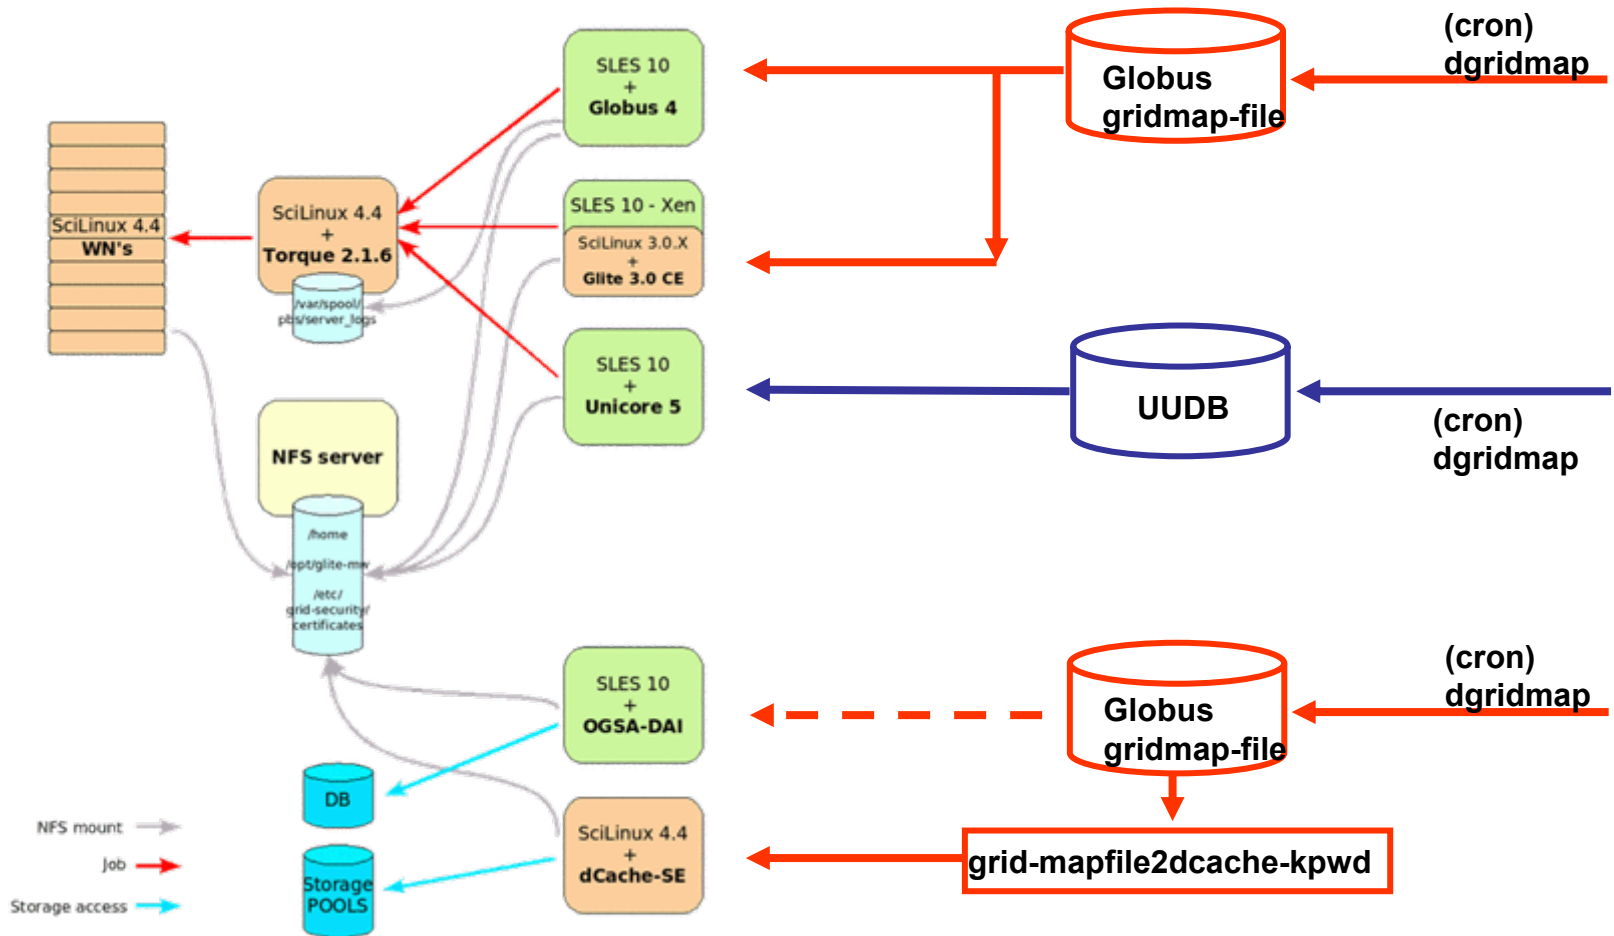 SLES 10
+
Globus 4
Globus
gridmap-file
(cron)
dgridmap
SciLinux 4.4
WN's
SciLinux 4.4
+
Torque 2.1.6
/var/spool/
pbs/server_logs
SLES 10 - Xen
SciLinux 3.0.X
+
Glite 3.0 CE
SLES 10
+
Unicore 5
UUDB
(cron)
dgridmap
NFS server
/home
/opt/glite-mw
/etc/
grid-security/
certificates
SLES 10
+
OGSA-DAI
Globus
gridmap-file
(cron)
dgridmap
DB
SciLinux 4.4
+
dCache-SE
grid-mapfile2dcache-kpwd
Storage
POOLS
NFS mount
Job
Storage access